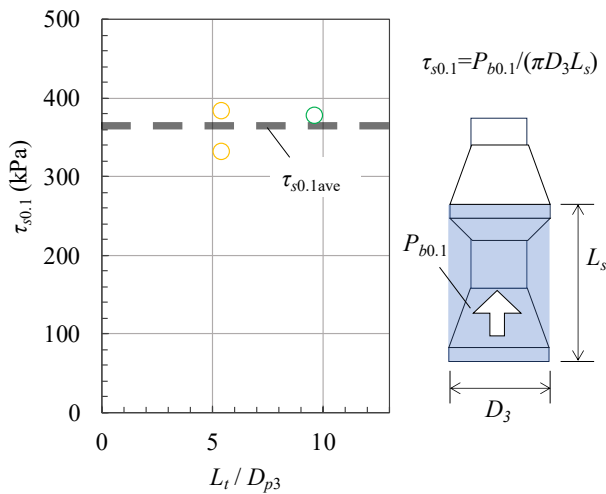 500
400
300
200
100
0
τs0.1 (kPa)
0
5
10
Lt / Dp3
τs0.1ave
τs0.1=Pb0.1/(πD3Ls)
Pb0.1
Ls
D3